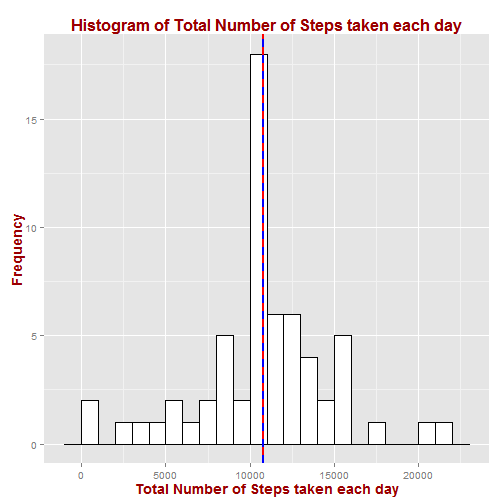 Histogram of Total Number of Steps taken each day
15
10
5
0
Frequency
0 5000 10000 15000 20000
Total Number of Steps taken each day